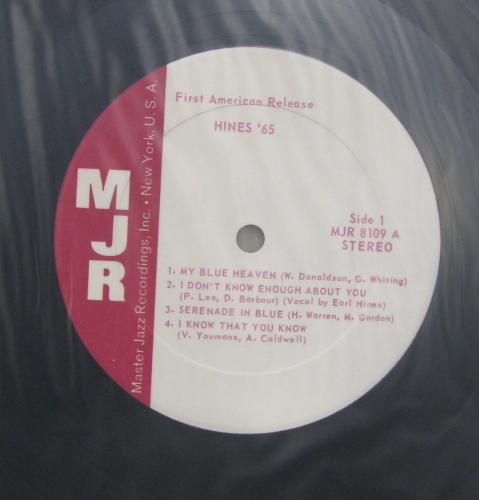 First American Release
HINES '65
Side 1
MJR 8109 A
STEREO
1. MY BLUE HEAVEN (W. Donaldson, G. Whiting)
2. I DON'T KNOW ENOUGH ABOUT YOU
(P. Lee, D. Barbour) (Vocal by Earl Hines)
3. SERENADE IN BLUE (H. Warren, M. Gordon)
4. I KNOW THAT YOU KNOW
(V. Youmans, A. Caldwell)
MJR
Master Jazz Recordings, Inc. • New York, U.S.A.